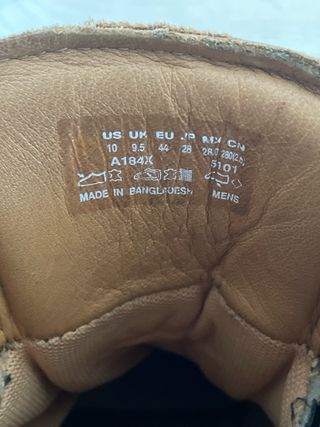 US UK EU JP MX CN
10 9.5 44 28 28.0 280(2.5)
A184X 5101
MADE IN BANGLADESH MENS